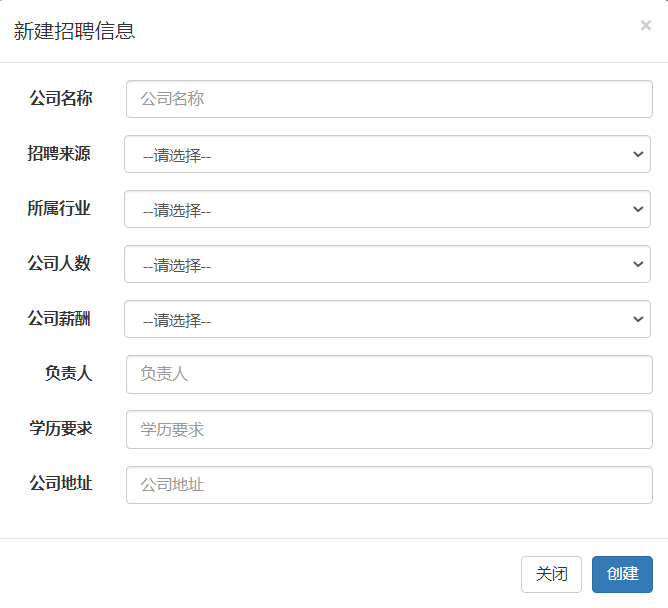 新建招聘信息 ×
公司名称 公司名称
招聘来源 --请选择--
所属行业 --请选择--
公司人数 --请选择--
公司薪酬 --请选择--
负责人 负责人
学历要求 学历要求
公司地址 公司地址
关闭 创建